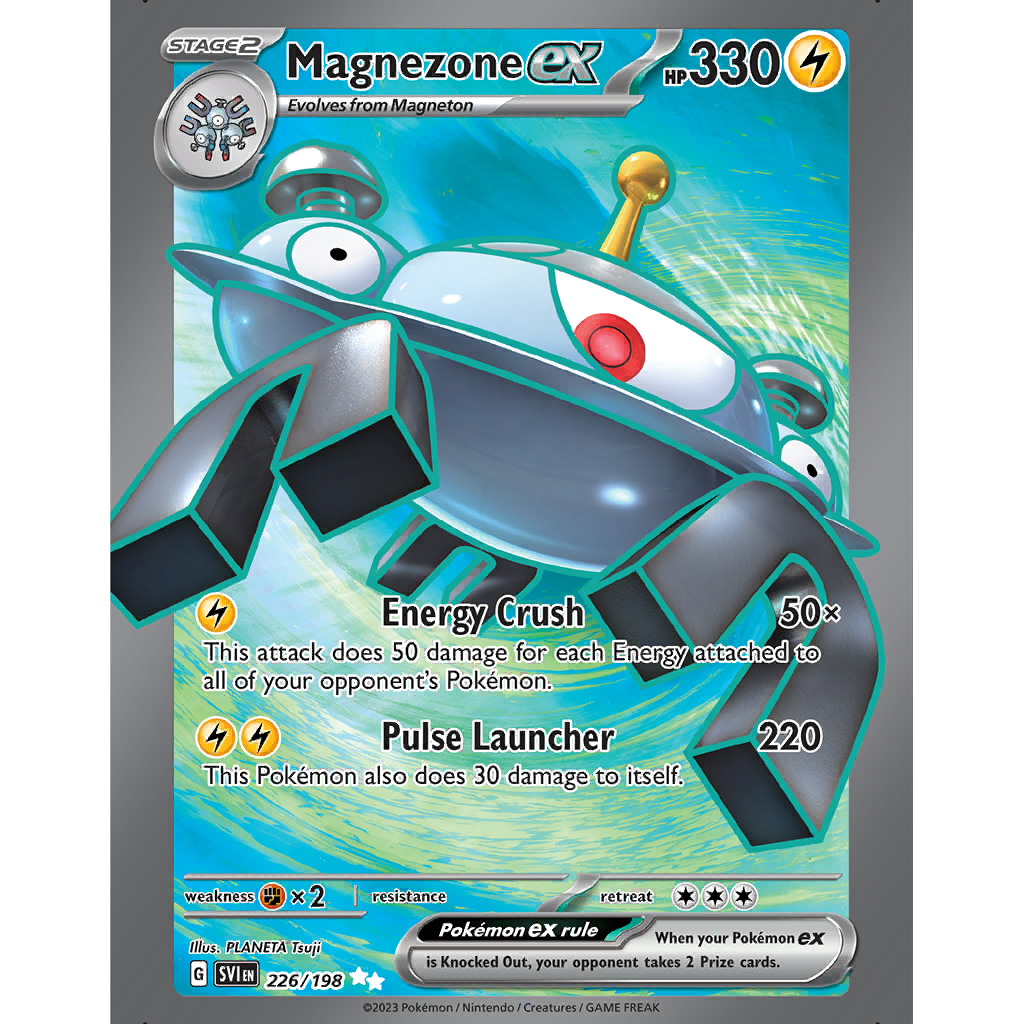 STAGE2
Magnezone ex HP 330
Evolves from Magneton
Energy Crush 50×
This attack does 50 damage for each Energy attached to
all of your opponent's Pokémon.
Pulse Launcher 220
This Pokémon also does 30 damage to itself.
weakness ×2 resistance retreat
Pokémon ex rule When your Pokémon ex
is Knocked Out, your opponent takes 2 Prize cards.
Illus. PLANETA Tsuji
G SVI EN 226/198
©2023 Pokémon / Nintendo / Creatures / GAME FREAK